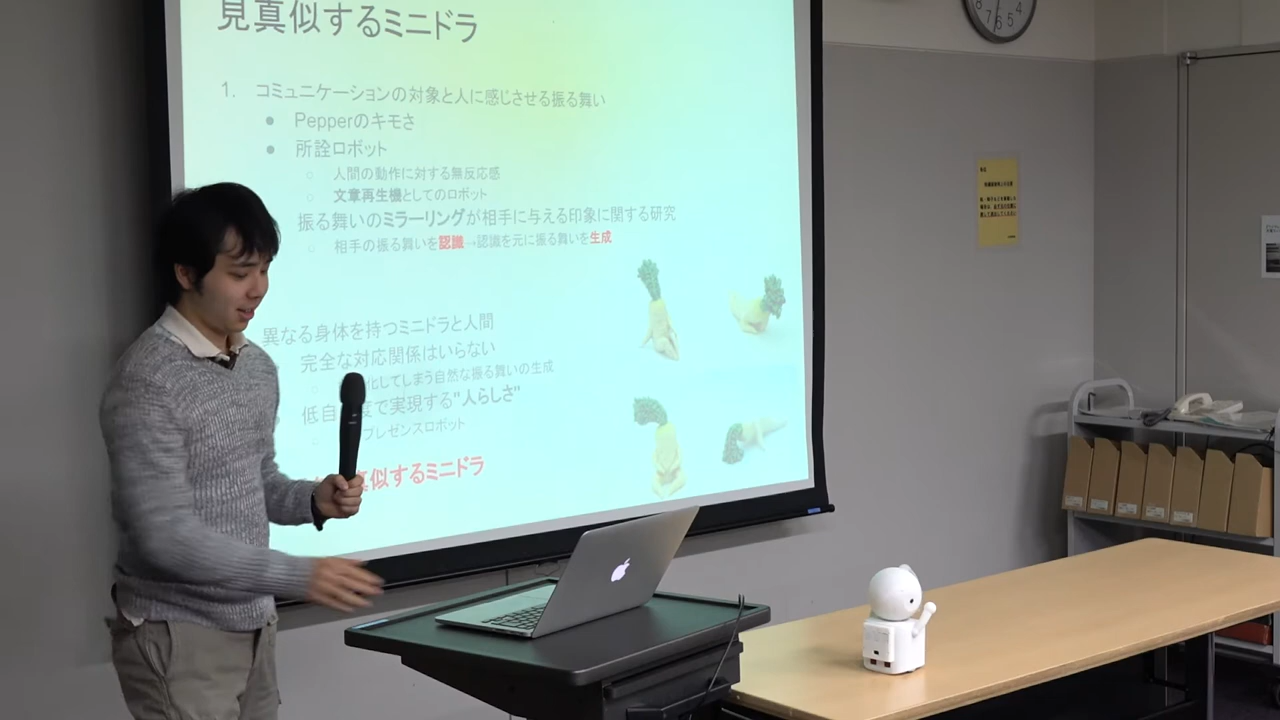 見真似するミニドラ
1. コミュニケーションの対象と人に感じさせる振る舞い
● Pepperのキモさ
● 所詮ロボット
○ 人間の動作に対する無反応感
○ 文章再生機としてのロボット
振る舞いのミラーリングが相手に与える印象に関する研究
○ 相手の振る舞いを認識→認識を元に振る舞いを生成
異なる身体を持つミニドラと人間
完全な対応関係はいらない
化してしまう自然な振る舞いの生成
低自 度で実現する"人らしさ"
プレゼンスロボット
真似するミニドラ
8 7 6 5 4